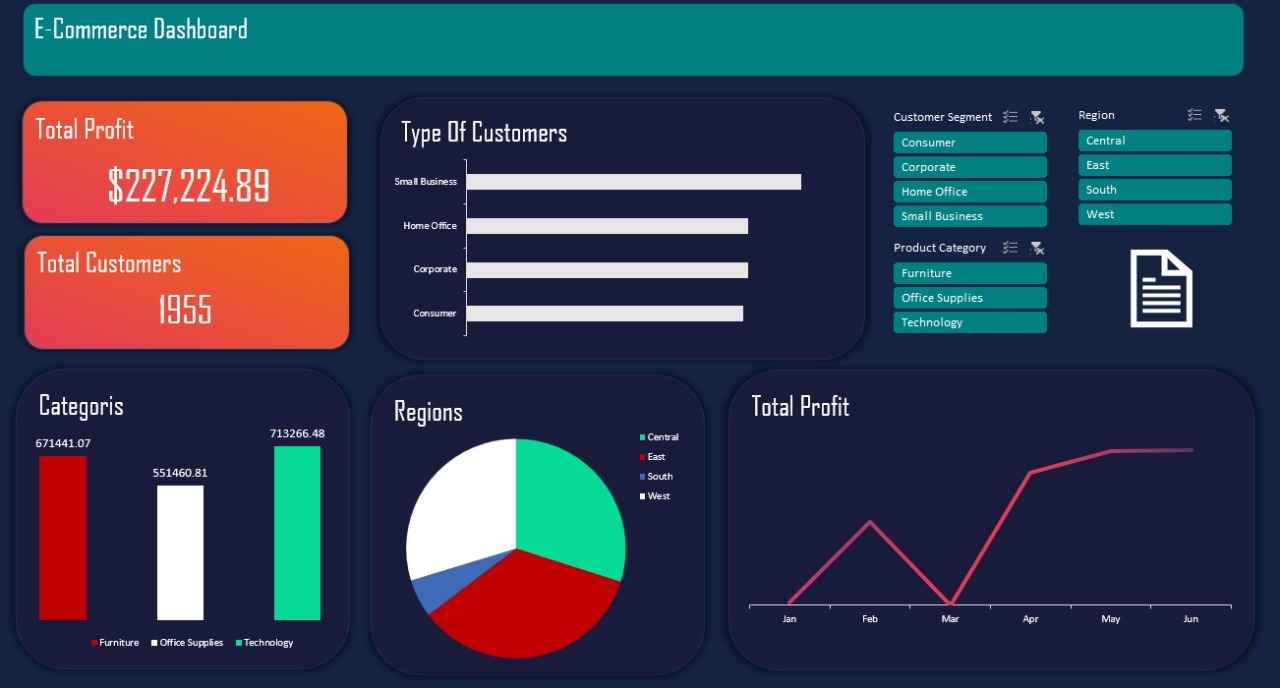 E-Commerce Dashboard
Total Profit
$227,224.89
Total Customers
1955
Type Of Customers
Small Business
Home Office
Corporate
Consumer
Customer Segment
Consumer
Corporate
Home Office
Small Business
Region
Central
East
South
West
Product Category
Furniture
Office Supplies
Technology
Categoris
671441.07
551460.81
713266.48
Furniture Office Supplies Technology
Regions
Central
East
South
West
Total Profit
Jan Feb Mar Apr May Jun